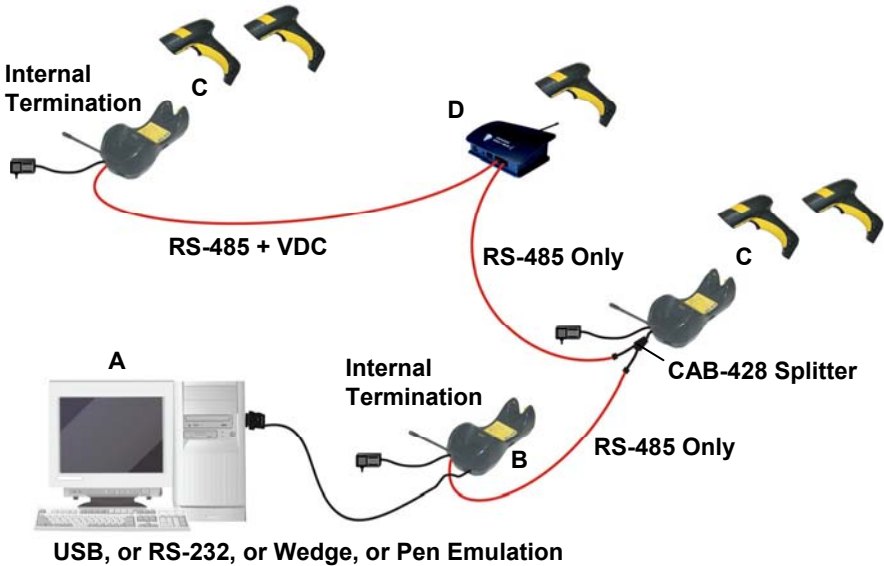 Internal
Termination
C
D
RS-485 + VDC
RS-485 Only
C
A
Internal
Termination
CAB-428 Splitter
B
RS-485 Only
USB, or RS-232, or Wedge, or Pen Emulation